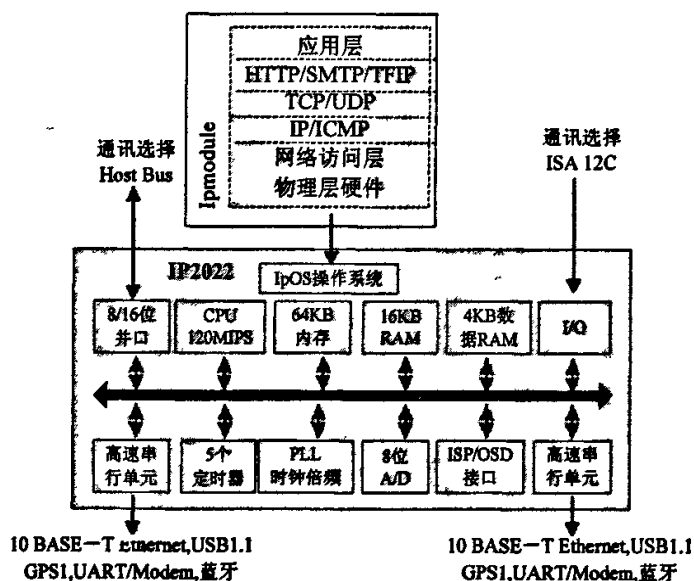 应用层
HTTP/SMTP/TFIP
TCP/UDP
IP/ICMP
网络访问层
物理层硬件
Ipmodule
通讯选择
Host Bus
通讯选择
ISA 12C
IP2022
IpOS操作系统
8/16位
并口
CPU
120MIPS
64KB
内存
16KB
RAM
4KB数
据RAM
I/O
高速串
行单元
5个
定时器
PLL
时钟倍频
8位
A/D
ISP/OSD
接口
高速串
行单元
10 BASE－T Ethernet,USB1.1
GPS1,UART/Modem,蓝牙
10 BASE－T Ethernet,USB1.1
GPS1,UART/Modem,蓝牙